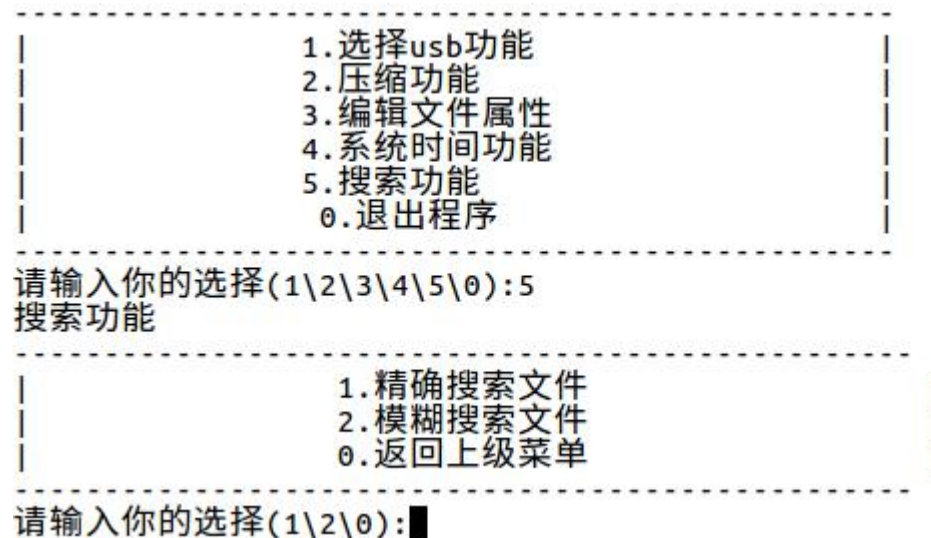 --------------------------------------------------
| 1.选择usb功能 |
| 2.压缩功能 |
| 3.编辑文件属性 |
| 4.系统时间功能 |
| 5.搜索功能 |
| 0.退出程序 |
--------------------------------------------------
请输入你的选择(1\2\3\4\5\0):5
搜索功能
---------------------------------------------------
| 1.精确搜索文件
| 2.模糊搜索文件
| 0.返回上级菜单
---------------------------------------------------
请输入你的选择(1\2\0):